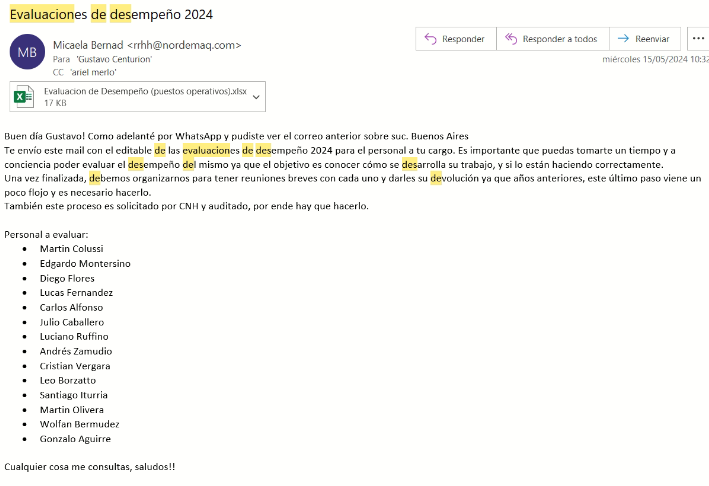 Evaluaciones de desempeño 2024
MB
Micaela Bernad <rrhh@nordemaq.com>
Para 'Gustavo Centurion'
CC 'ariel merlo'
Responder
Responder a todos
Reenviar
miércoles 15/05/2024 10:32
Evaluacion de Desempeño (puestos operativos).xlsx
17 KB
Buen día Gustavo! Como adelanté por WhatsApp y pudiste ver el correo anterior sobre suc. Buenos Aires
Te envío este mail con el editable de las evaluaciones de desempeño 2024 para el personal a tu cargo. Es importante que puedas tomarte un tiempo y a
conciencia poder evaluar el desempeño del mismo ya que el objetivo es conocer cómo se desarrolla su trabajo, y si lo están haciendo correctamente.
Una vez finalizada, debemos organizarnos para tener reuniones breves con cada uno y darles su devolución ya que años anteriores, este último paso viene un
poco flojo y es necesario hacerlo.
También este proceso es solicitado por CNH y auditado, por ende hay que hacerlo.
Personal a evaluar:
• Martin Colussi
• Edgardo Montersino
• Diego Flores
• Lucas Fernandez
• Carlos Alfonso
• Julio Caballero
• Luciano Ruffino
• Andrés Zamudio
• Cristian Vergara
• Leo Borzatto
• Santiago Iturria
• Martin Olivera
• Wolfan Bermudez
• Gonzalo Aguirre
Cualquier cosa me consultas, saludos!!